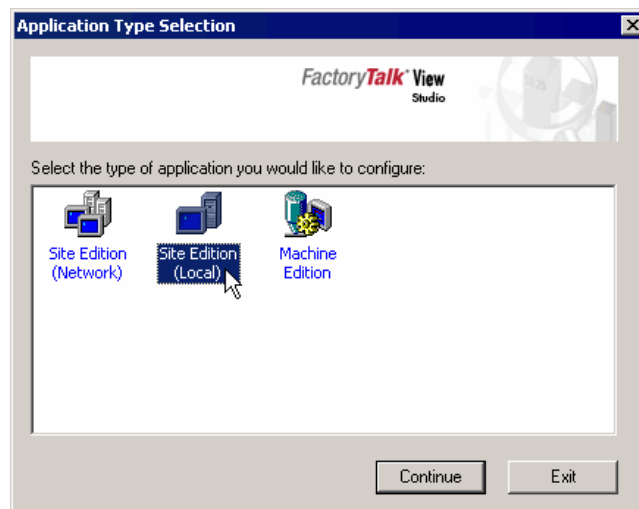 Application Type Selection
FactoryTalk View
Studio
Select the type of application you would like to configure:
Site Edition
(Network)
Site Edition
(Local)
Machine
Edition
Continue
Exit